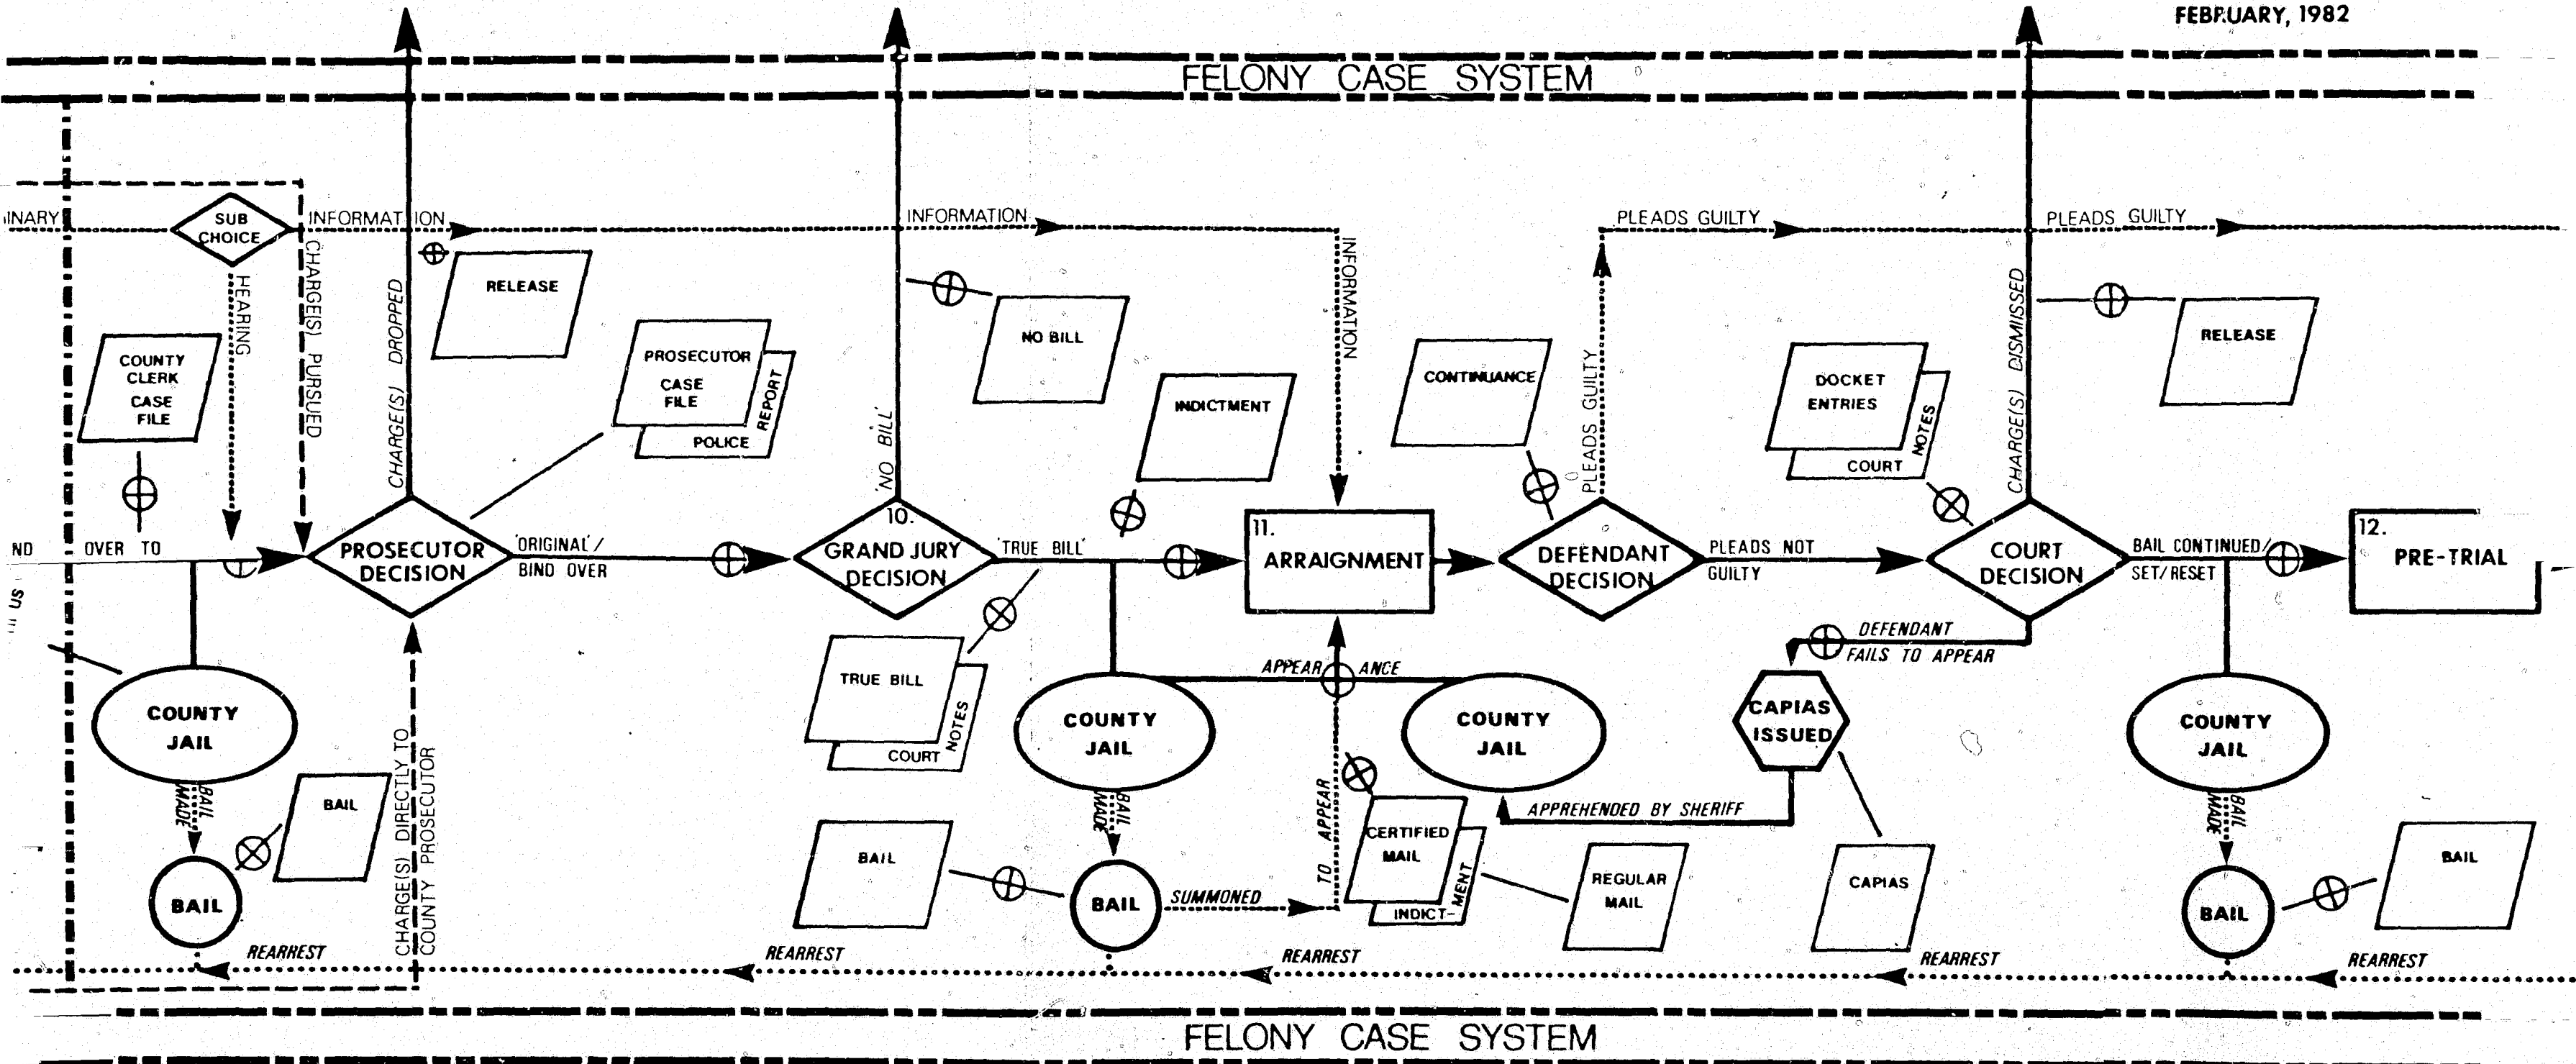 FEBRUARY, 1982
FELONY CASE SYSTEM
INARY
SUB
CHOICE
INFORMATION
INFORMATION
INFORMATION
PLEADS GUILTY
PLEADS GUILTY
HEARING
CHARGE(S) PURSUED
CHARGE(S) DROPPED
RELEASE
COUNTY
CLERK
CASE
FILE
PROSECUTOR
CASE
FILE
POLICE
REPORT
'NO BILL'
NO BILL
INDICTMENT
CONTINUANCE
PLEADS GUILTY
DOCKET
ENTRIES
COURT
NOTES
CHARGE(S) DISMISSED
RELEASE
ND OVER TO
PROSECUTOR
DECISION
'ORIGINAL'/
BIND OVER
10.
GRAND JURY
DECISION
'TRUE BILL'
11.
ARRAIGNMENT
DEFENDANT
DECISION
PLEADS NOT
GUILTY
COURT
DECISION
BAIL CONTINUED/
SET/RESET
12.
PRE-TRIAL
US
COUNTY
JAIL
BAIL
MADE
BAIL
BAIL
CHARGE(S) DIRECTLY TO
COUNTY PROSECUTOR
TRUE BILL
COURT
NOTES
COUNTY
JAIL
BAIL
MADE
BAIL
BAIL
SUMMONED
TO APPEAR
APPEARANCE
COUNTY
JAIL
CERTIFIED
MAIL
INDICT-
MENT
REGULAR
MAIL
DEFENDANT
FAILS TO APPEAR
CAPIAS
ISSUED
APPREHENDED BY SHERIFF
CAPIAS
COUNTY
JAIL
BAIL
MADE
BAIL
BAIL
REARREST
REARREST
REARREST
REARREST
REARREST
FELONY CASE SYSTEM